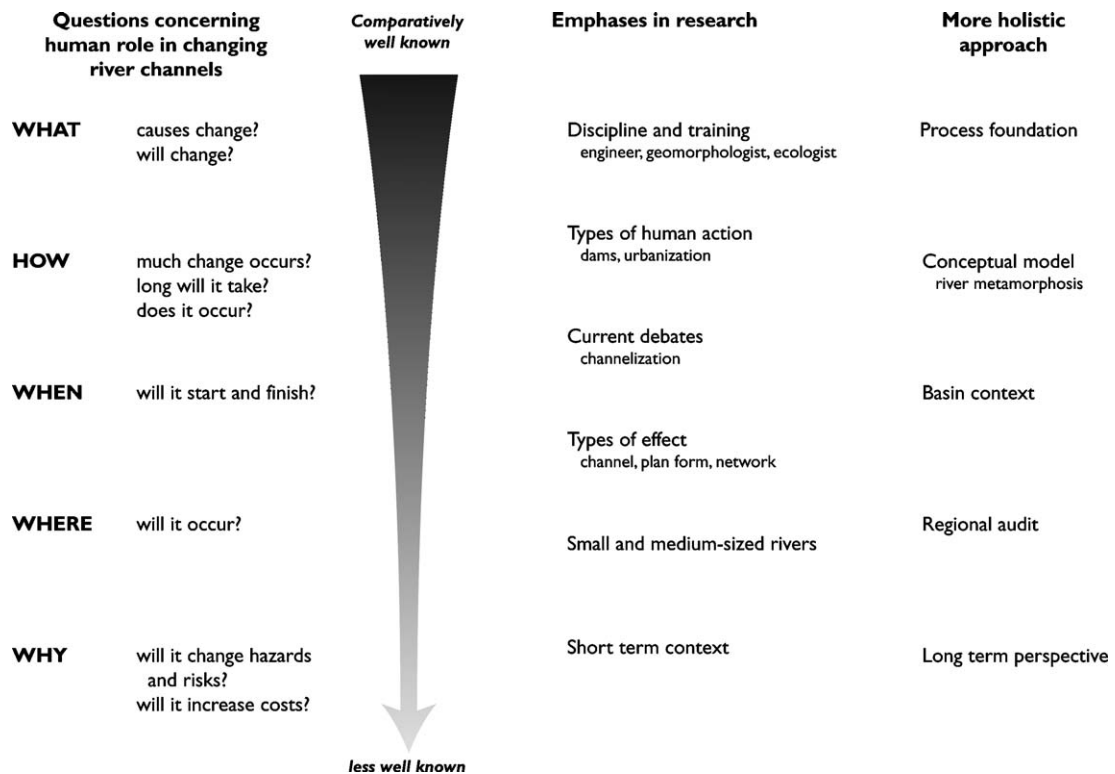 Questions concerning
human role in changing
river channels
Comparatively
well known
Emphases in research
More holistic
approach
WHAT
causes change?
will change?
Discipline and training
engineer, geomorphologist, ecologist
Process foundation
Types of human action
dams, urbanization
HOW
much change occurs?
long will it take?
does it occur?
Conceptual model
river metamorphosis
Current debates
channelization
WHEN
will it start and finish?
Basin context
Types of effect
channel, plan form, network
WHERE
will it occur?
Small and medium-sized rivers
Regional audit
WHY
will it change hazards
and risks?
will it increase costs?
Short term context
Long term perspective
less well known